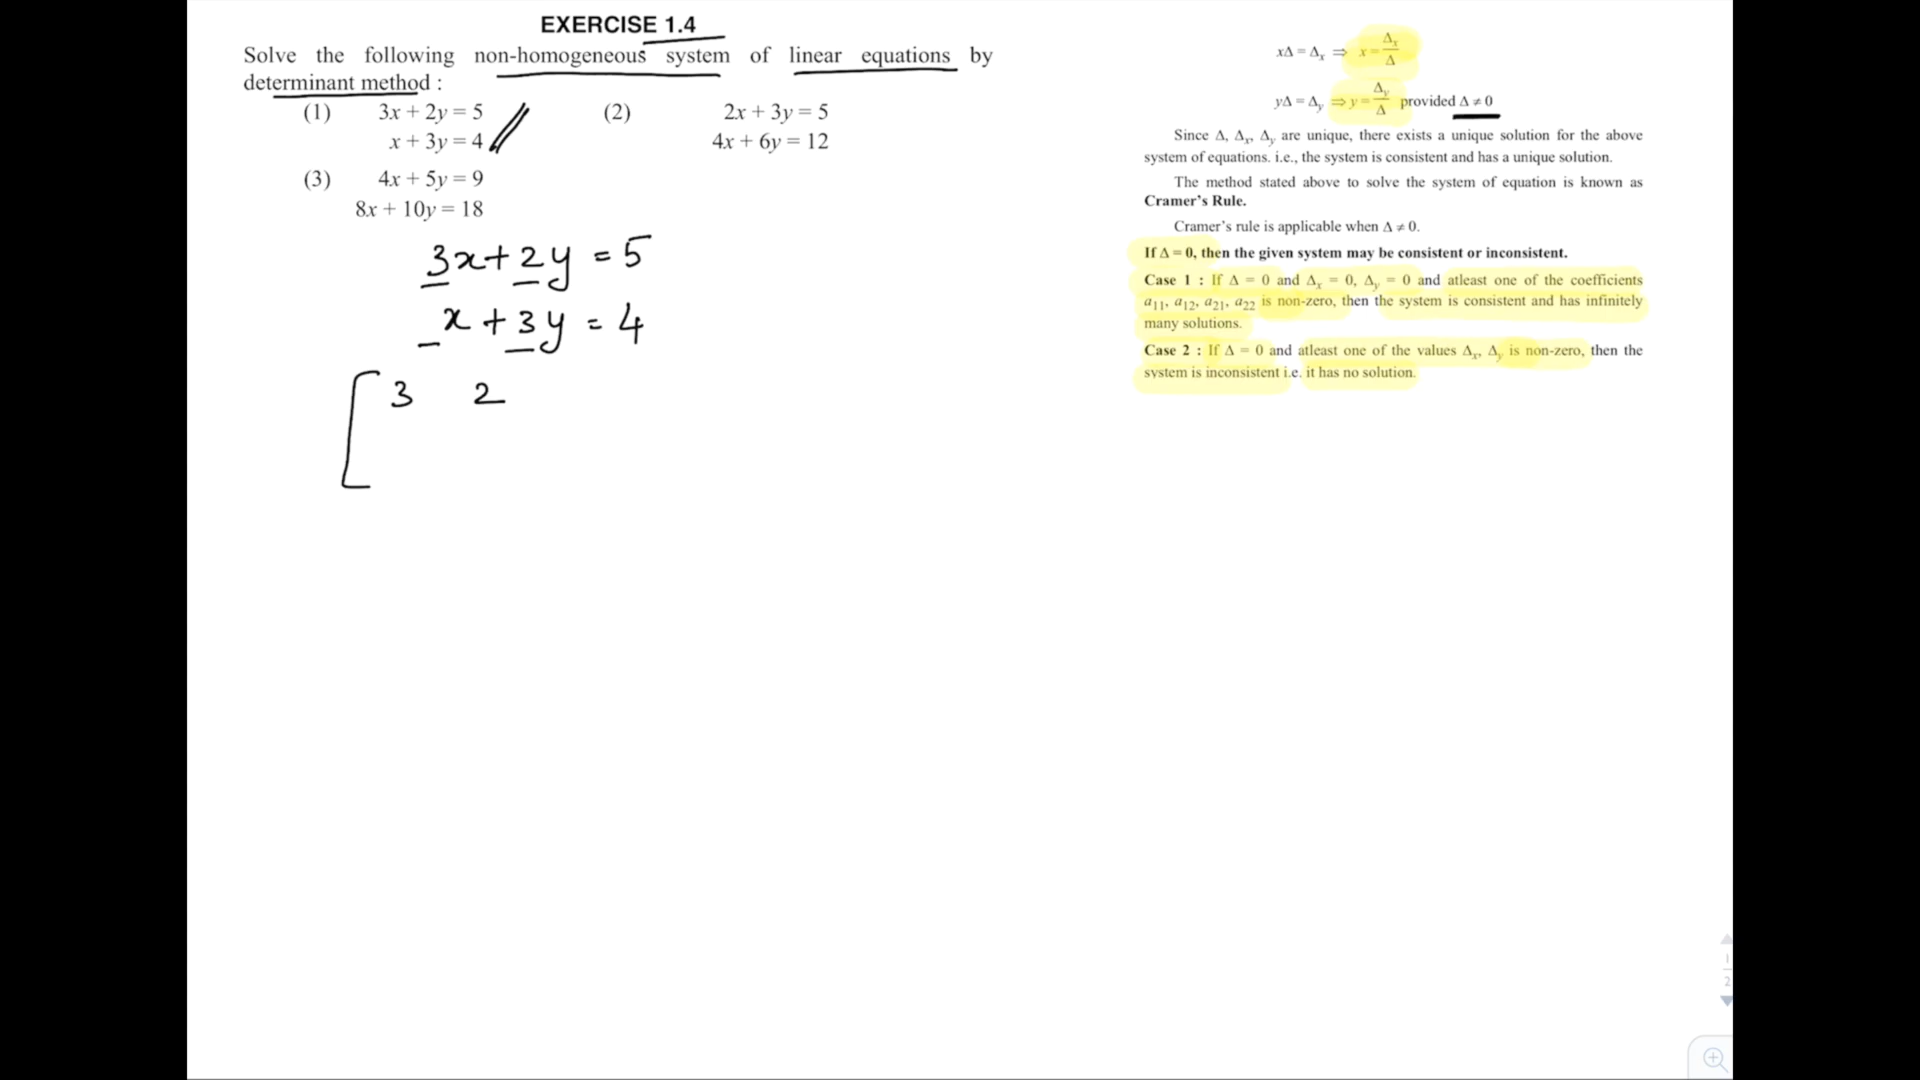 EXERCISE 1.4
Solve the following non-homogeneous system of linear equations by
determinant method :
(1) 3x + 2y = 5 (2) 2x + 3y = 5
x + 3y = 4 4x + 6y = 12
(3) 4x + 5y = 9
8x + 10y = 18
3x + 2y = 5
x + 3y = 4
[ 3 2
xΔ = Δx ⇒ x = Δx/Δ
yΔ = Δy ⇒ y = Δy/Δ provided Δ ≠ 0
Since Δ, Δx, Δy are unique, there exists a unique solution for the above
system of equations. i.e., the system is consistent and has a unique solution.
The method stated above to solve the system of equation is known as
Cramer's Rule.
Cramer's rule is applicable when Δ ≠ 0.
If Δ = 0, then the given system may be consistent or inconsistent.
Case 1 : If Δ = 0 and Δx = 0, Δy = 0 and atleast one of the coefficients
a11, a12, a21, a22 is non-zero, then the system is consistent and has infinitely
many solutions.
Case 2 : If Δ = 0 and atleast one of the values Δx, Δy is non-zero, then the
system is inconsistent i.e. it has no solution.
1
2